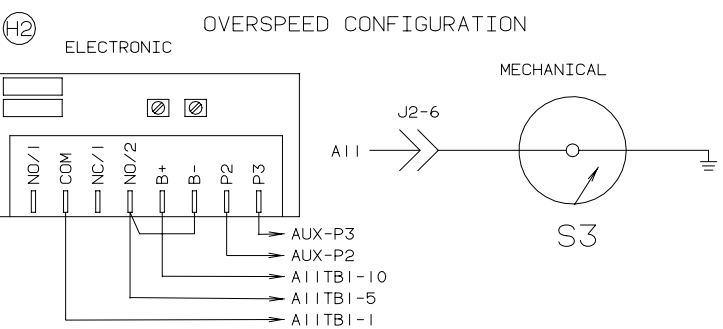 H2
OVERSPEED CONFIGURATION
ELECTRONIC
MECHANICAL
J2-6
A11
S3
NO/1
COM
NC/1
NO/2
B+
B-
P2
P3
AUX-P3
AUX-P2
A11TB1-10
A11TB1-5
A11TB1-1